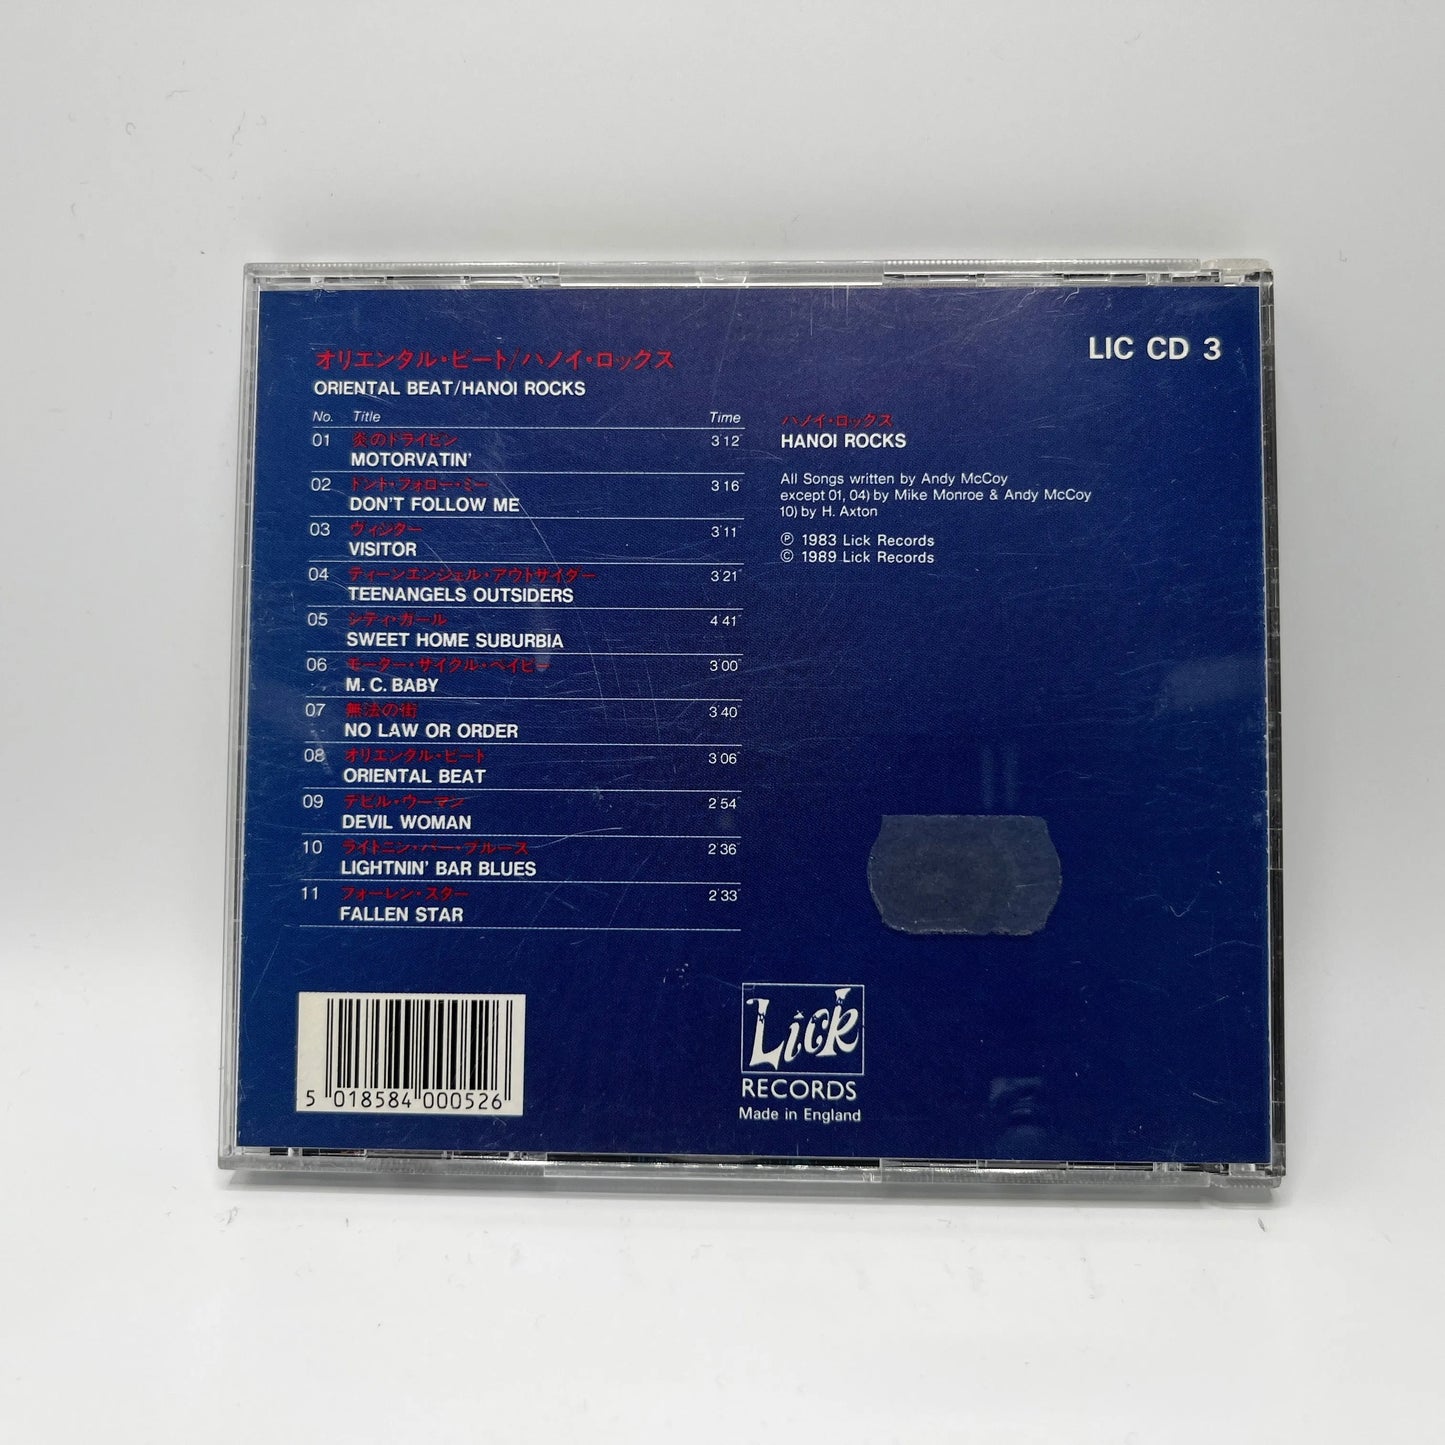 LIC CD 3
オリエンタル・ビート/ハノイ・ロックス
ORIENTAL BEAT/HANOI ROCKS
No. Title Time
01 炎のドライビン 3'12"
MOTORVATIN'
02 ドント・フォロー・ミー 3'16"
DON'T FOLLOW ME
03 ヴィジター 3'11"
VISITOR
04 ティーンエンジェル・アウトサイダー 3'21"
TEENANGELS OUTSIDERS
05 シティ・ガール 4'41"
SWEET HOME SUBURBIA
06 モーター・サイクル・ベイビー 3'00"
M. C. BABY
07 無法の街 3'40"
NO LAW OR ORDER
08 オリエンタル・ビート 3'06"
ORIENTAL BEAT
09 デビル・ウーマン 2'54"
DEVIL WOMAN
10 ライトニン・バー・ブルース 2'36"
LIGHTNIN' BAR BLUES
11 フォーレン・スター 2'33"
FALLEN STAR
ハノイ・ロックス
HANOI ROCKS
All Songs written by Andy McCoy
except 01, 04) by Mike Monroe & Andy McCoy
10) by H. Axton
℗ 1983 Lick Records
© 1989 Lick Records
5 018584 000526
Lick
RECORDS
Made in England